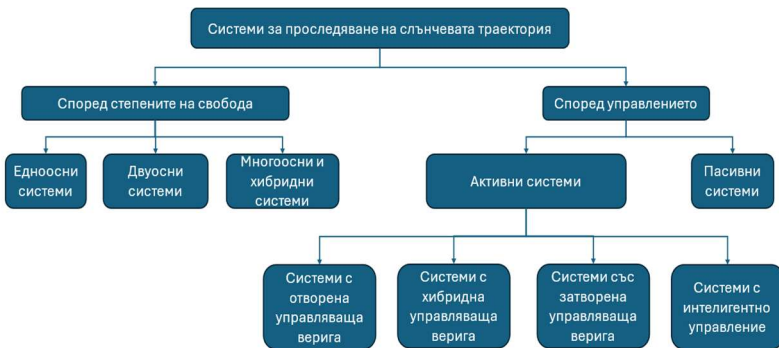 Системи за проследяване на слънчевата траектория
Според степените на свобода
Според управлението
Едноосни
системи
Двуосни
системи
Многоосни и
хибридни
системи
Активни системи
Пасивни
системи
Системи с
отворена
управляваща
верига
Системи с
хибридна
управляваща
верига
Системи със
затворена
управляваща
верига
Системи с
интелигентно
управление